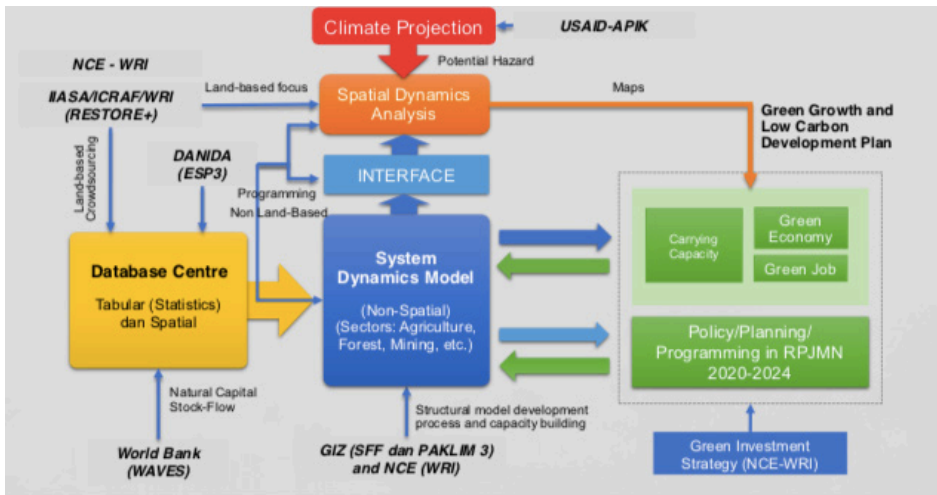 Climate Projection
USAID-APIK
NCE - WRI
Potential Hazard
IIASA/ICRAF/WRI
(RESTORE+)
Land-based focus
Spatial Dynamics
Analysis
Maps
Green Growth and
Low Carbon
Development Plan
Land-based
Crowdsourcing
DANIDA
(ESP3)
INTERFACE
Programming
Non Land-Based
Database Centre
Tabular (Statistics)
dan Spatial
System
Dynamics Model
(Non-Spatial)
(Sectors: Agriculture,
Forest, Mining, etc.)
Carrying
Capacity
Green
Economy
Green Job
Policy/Planning/
Programming in RPJMN
2020-2024
Natural Capital
Stock-Flow
Structural model development
process and capacity building
World Bank
(WAVES)
GIZ (SFF dan PAKLIM 3)
and NCE (WRI)
Green Investment
Strategy (NCE-WRI)